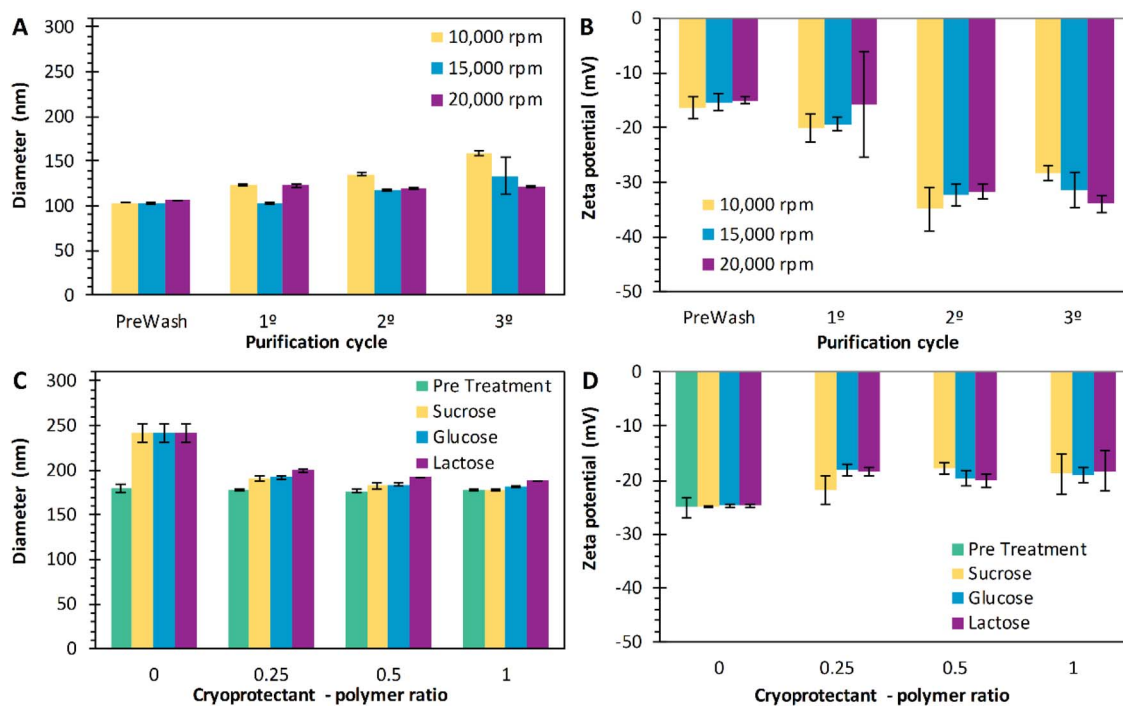 A
Diameter (nm)
300
250
200
150
100
50
0
10,000 rpm
15,000 rpm
20,000 rpm
PreWash 1º 2º 3º
Purification cycle
B
Zeta potential (mV)
0
-10
-20
-30
-40
-50
10,000 rpm
15,000 rpm
20,000 rpm
PreWash 1º 2º 3º
Purification cycle
C
Diameter (nm)
300
250
200
150
100
50
0
Pre Treatment
Sucrose
Glucose
Lactose
0 0.25 0.5 1
Cryoprotectant - polymer ratio
D
Zeta potential (mV)
0
-10
-20
-30
-40
-50
Pre Treatment
Sucrose
Glucose
Lactose
0 0.25 0.5 1
Cryoprotectant - polymer ratio